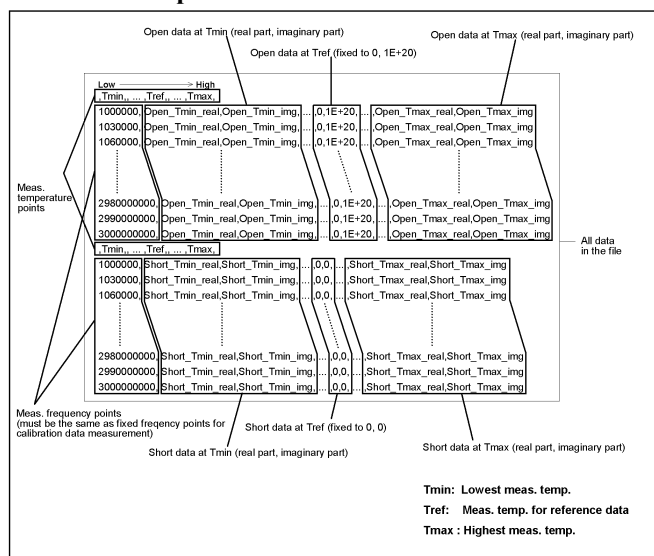 Open data at Tmin (real part, imaginary part)
Open data at Tref (fixed to 0, 1E+20)
Open data at Tmax (real part, imaginary part)
Low High
,Tmin,, ... ,Tref,, ... ,Tmax,
1000000, Open_Tmin_real,Open_Tmin_img, ... ,0,1E+20, ... ,Open_Tmax_real,Open_Tmax_img
1030000, Open_Tmin_real,Open_Tmin_img, ... ,0,1E+20, ... ,Open_Tmax_real,Open_Tmax_img
1060000, Open_Tmin_real,Open_Tmin_img, ... ,0,1E+20, ... ,Open_Tmax_real,Open_Tmax_img
Meas.
temperature
points
2980000000, Open_Tmin_real,Open_Tmin_img, ... ,0,1E+20, ... ,Open_Tmax_real,Open_Tmax_img
2990000000, Open_Tmin_real,Open_Tmin_img, ... ,0,1E+20, ... ,Open_Tmax_real,Open_Tmax_img
3000000000, Open_Tmin_real,Open_Tmin_img, ... ,0,1E+20, ... ,Open_Tmax_real,Open_Tmax_img
,Tmin,, ... ,Tref,, ... ,Tmax,
All data
in the file
1000000, Short_Tmin_real,Short_Tmin_img, ... ,0,0, ... ,Short_Tmax_real,Short_Tmax_img
1030000, Short_Tmin_real,Short_Tmin_img, ... ,0,0, ... ,Short_Tmax_real,Short_Tmax_img
1060000, Short_Tmin_real,Short_Tmin_img, ... ,0,0, ... ,Short_Tmax_real,Short_Tmax_img
2980000000, Short_Tmin_real,Short_Tmin_img, ... ,0,0, ... ,Short_Tmax_real,Short_Tmax_img
2990000000, Short_Tmin_real,Short_Tmin_img, ... ,0,0, ... ,Short_Tmax_real,Short_Tmax_img
3000000000, Short_Tmin_real,Short_Tmin_img, ... ,0,0, ... ,Short_Tmax_real,Short_Tmax_img
Meas. frequency points
(must be the same as fixed freqency points for
calibration data measurement)
Short data at Tref (fixed to 0, 0)
Short data at Tmin (real part, imaginary part)
Short data at Tmax (real part, imaginary part)
Tmin: Lowest meas. temp.
Tref: Meas. temp. for reference data
Tmax : Highest meas. temp.